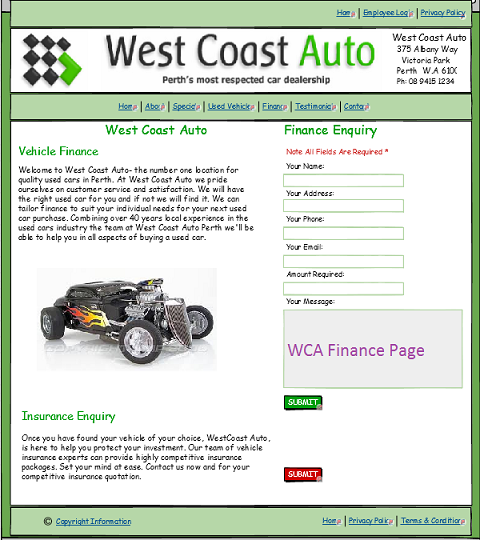 Home | Employee Log | Privacy Policy
West Coast Auto
Perth's most respected car dealership
West Coast Auto
375 Albany Way
Victoria Park
Perth W.A 610
Ph: 08 9415 1234
Hom | Abou | Special | Used Vehicle | Financ | Testimonia | Contac
West Coast Auto
Vehicle Finance
Welcome to West Coast Auto- the number one location for
quality used cars in Perth. At West Coast Auto we pride
ourselves on customer service and satisfaction. We will have
the right used car for you and if not we will find it. We can
tailor finance to suit your individual needs for your next used
car purchase. Combining over 40 years local experience in the
used cars industry the team at West Coast Auto Perth we'll be
able to help you in all aspects of buying a used car.
Insurance Enquiry
Once you have found your vehicle of your choice, WestCoast Auto,
is here to help you protect your investment. Our team of vehicle
insurance experts can provide highly competitive insurance
packages. Set your mind at ease. Contact us now and for your
competitive insurance quotation.
Finance Enquiry
Note All Fields Are Required *
Your Name:
Your Address:
Your Phone:
Your Email:
Amount Required:
Your Message:
WCA Finance Page
SUBMIT
SUBMIT
© Copyright Information
Hom | Privacy Polic | Terms & Condition